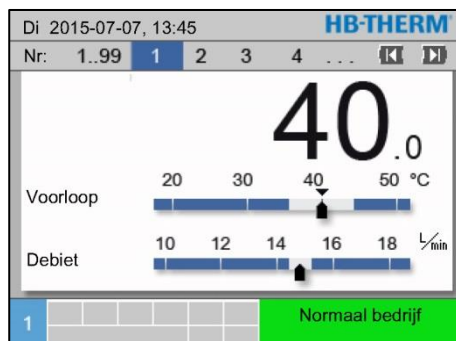 Di 2015-07-07, 13:45 HB-THERM®
Nr: 1..99 1 2 3 4 ...
40.0
20 30 40 50 °C
Voorloop
10 12 14 16 18 L/min
Debiet
1 Normaal bedrijf